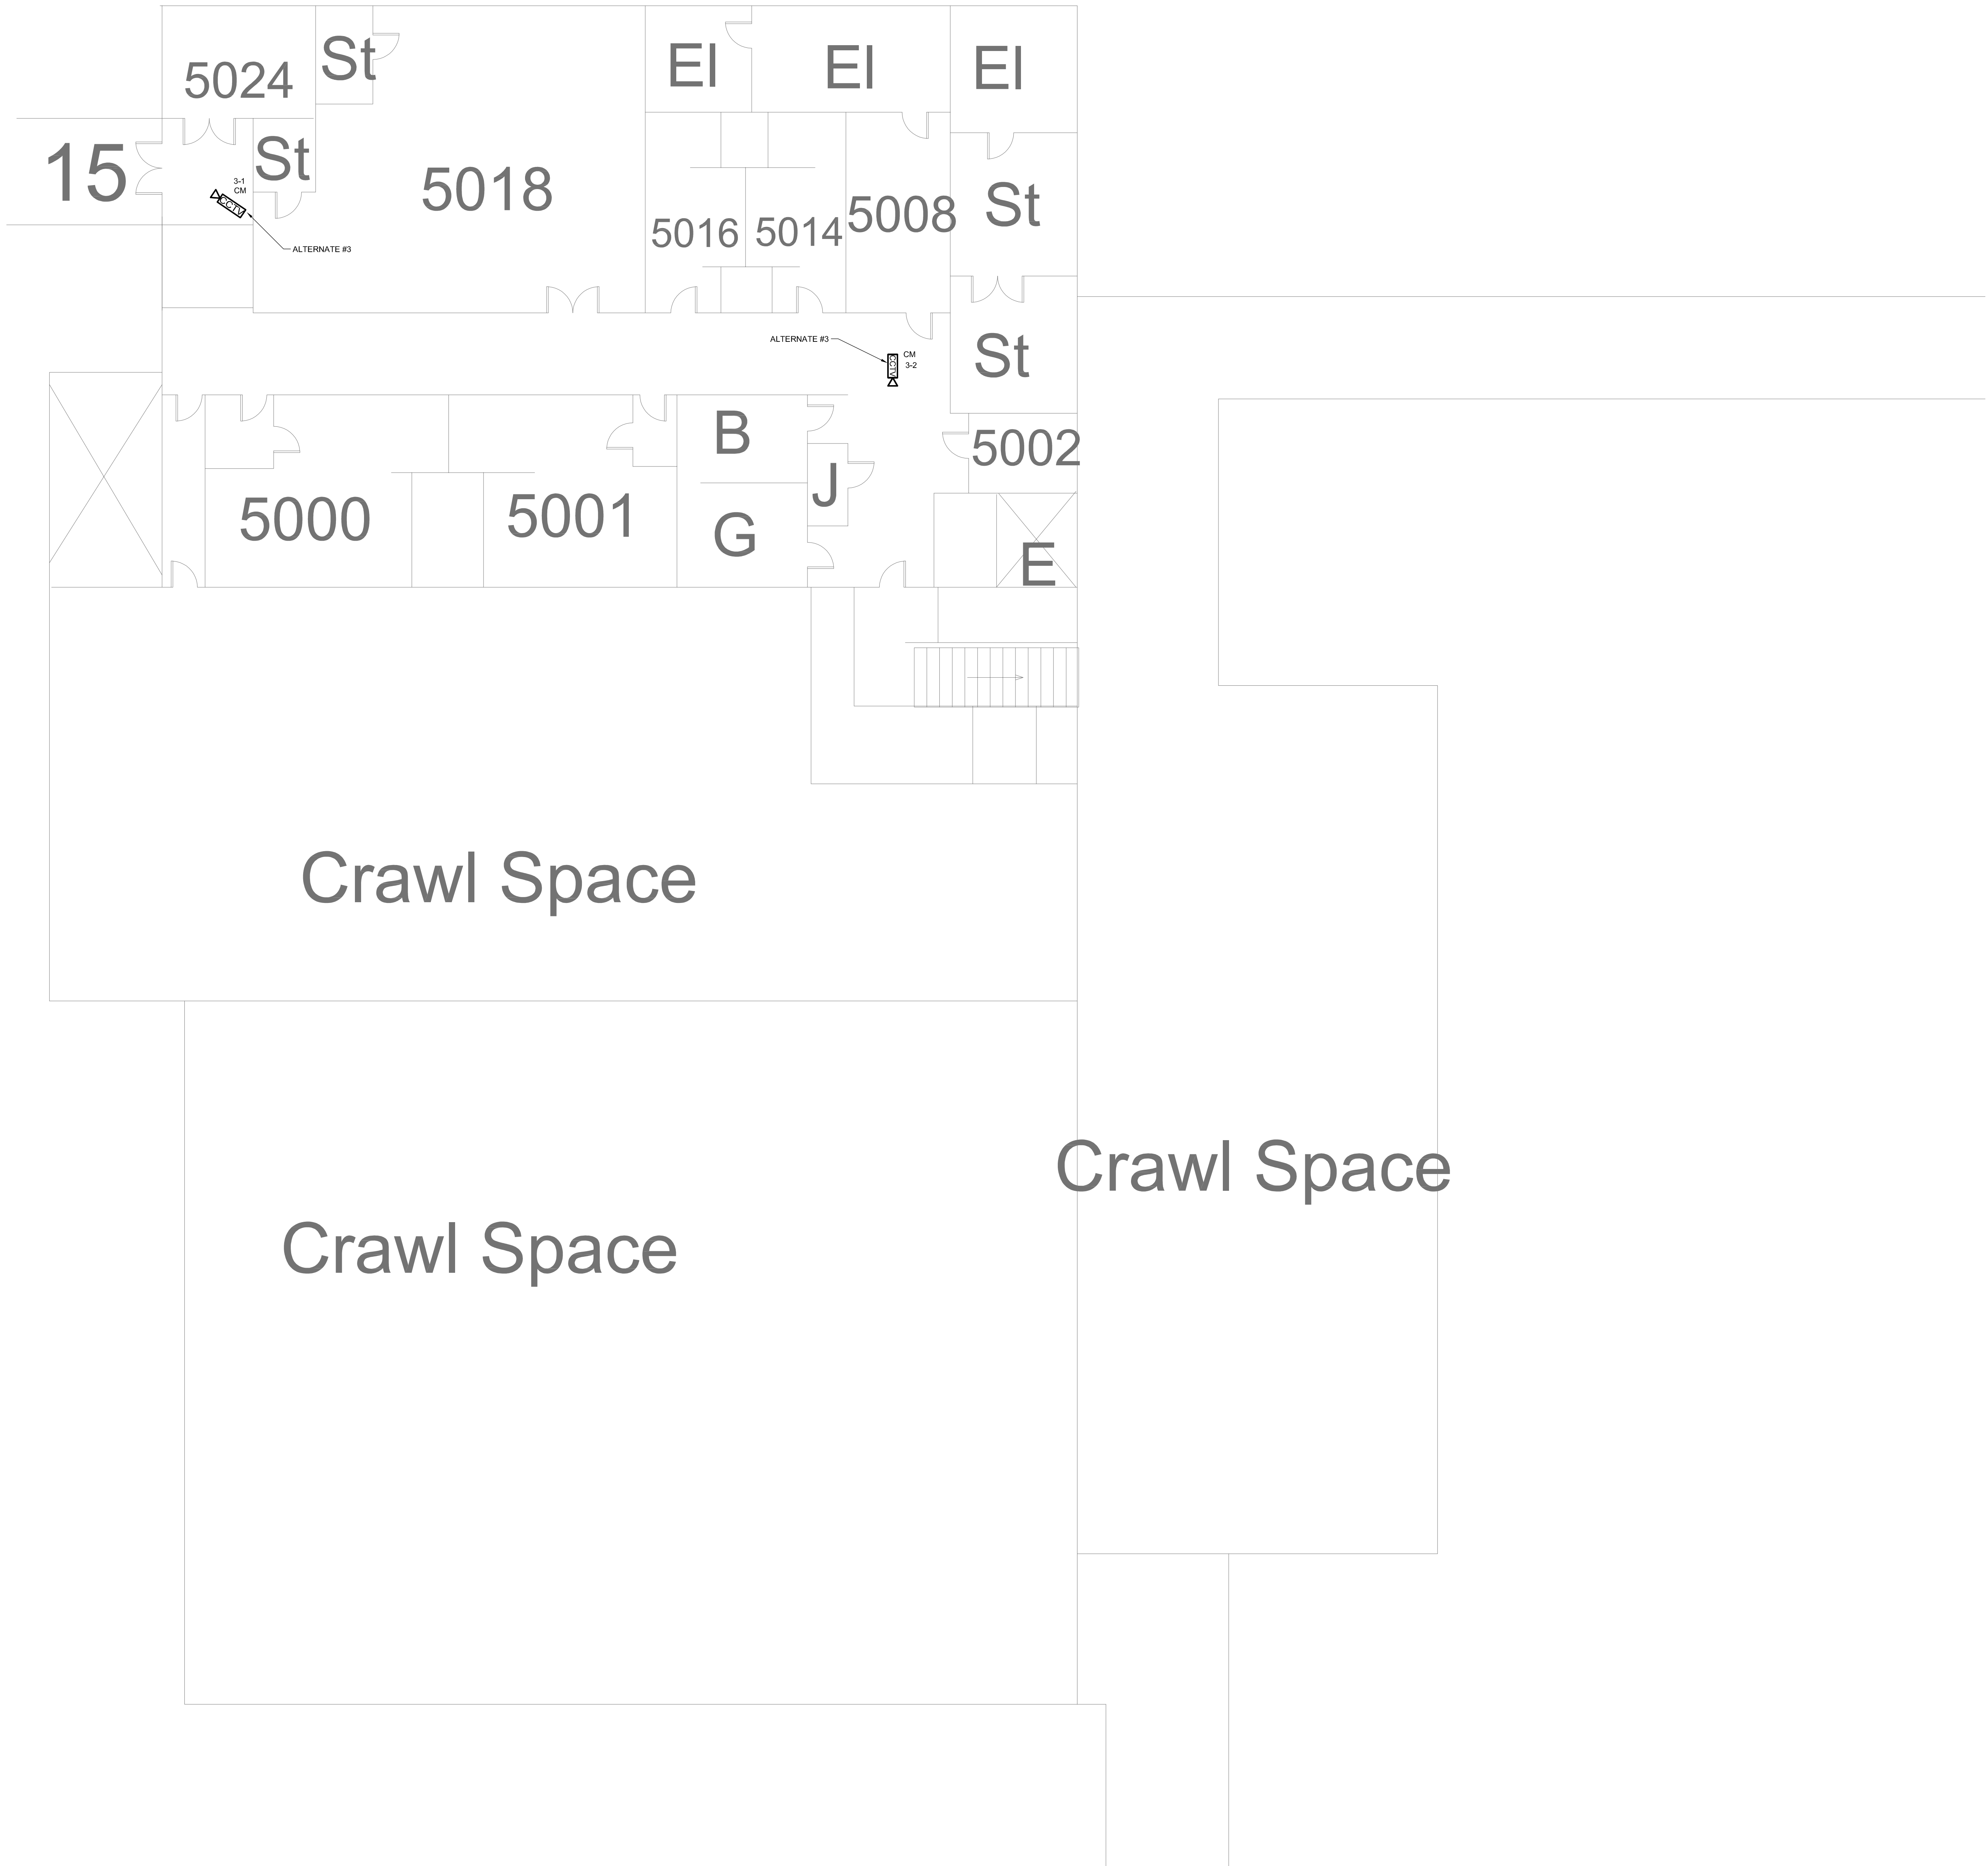 St
El
El
El
5024
15
St
5018
3-1
CM
CCTV
ALTERNATE #3
5016
5014
5008
St
ALTERNATE #3
CCTV
CM
3-2
St
B
5002
J
5000
5001
G
E
Crawl Space
Crawl Space
Crawl Space